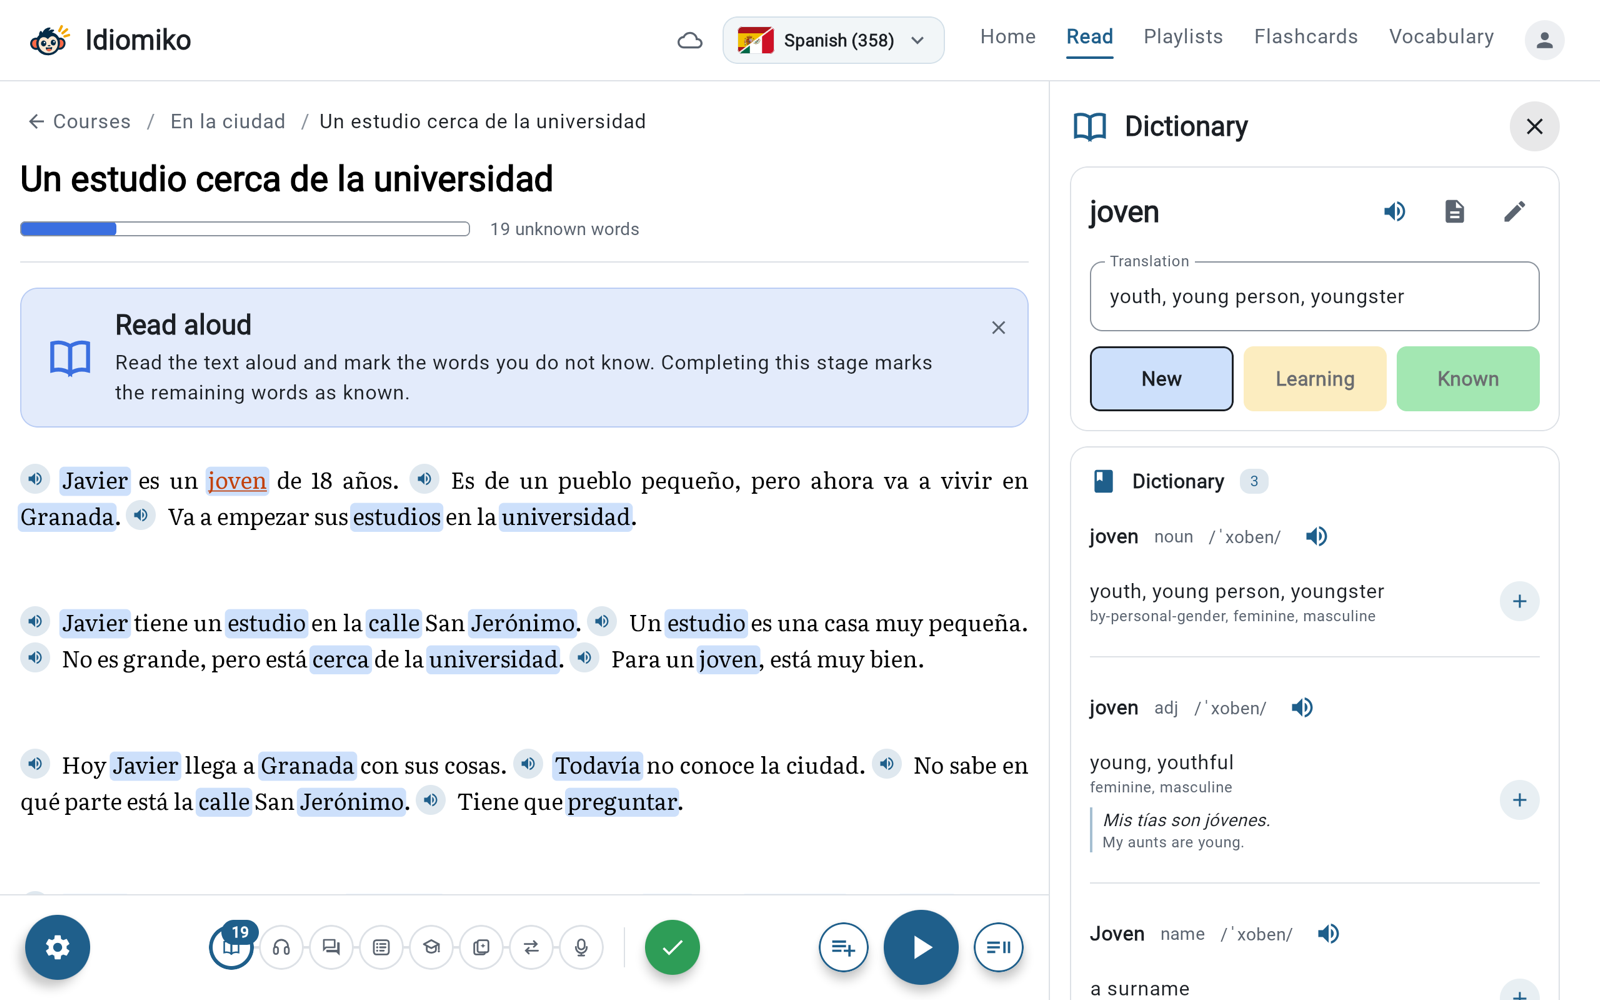 Idiomiko
Spanish (358)
Home
Read
Playlists
Flashcards
Vocabulary
Courses / En la ciudad / Un estudio cerca de la universidad
Un estudio cerca de la universidad
19 unknown words
Read aloud
Read the text aloud and mark the words you do not know. Completing this stage marks
the remaining words as known.
Javier es un joven de 18 años. Es de un pueblo pequeño, pero ahora va a vivir en
Granada. Va a empezar sus estudios en la universidad.
Javier tiene un estudio en la calle San Jerónimo. Un estudio es una casa muy pequeña.
No es grande, pero está cerca de la universidad. Para un joven, está muy bien.
Hoy Javier llega a Granada con sus cosas. Todavía no conoce la ciudad. No sabe en
qué parte está la calle San Jerónimo. Tiene que preguntar.
19
Dictionary
joven
Translation
youth, young person, youngster
New
Learning
Known
Dictionary 3
joven noun /ˈxoben/
youth, young person, youngster
by-personal-gender, feminine, masculine
joven adj /ˈxoben/
young, youthful
feminine, masculine
Mis tías son jóvenes.
My aunts are young.
Joven name /ˈxoben/
a surname